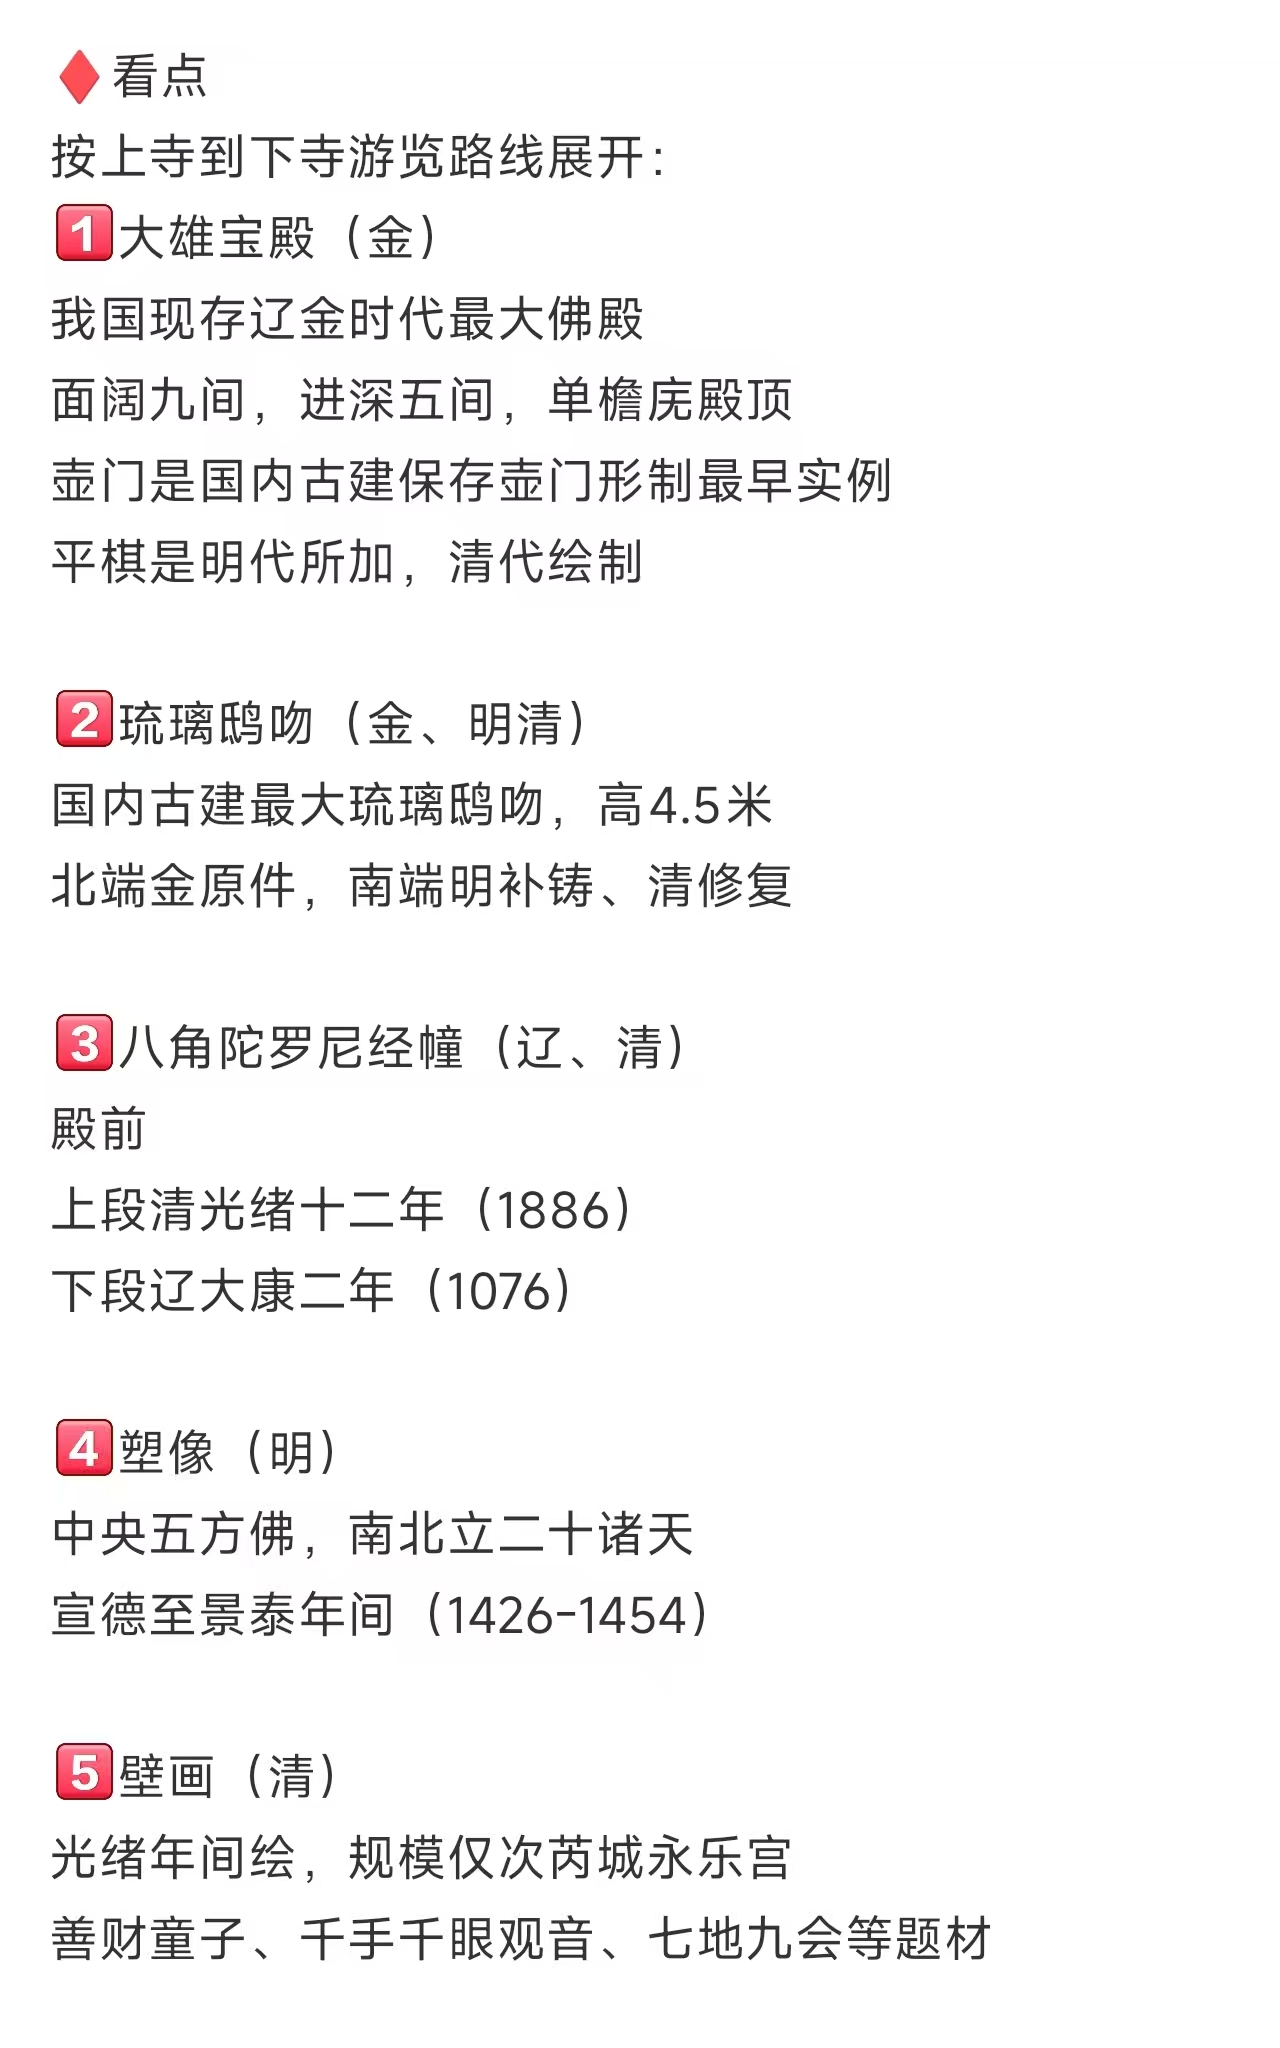 ♦️看点
按上寺到下寺游览路线展开：
1️⃣大雄宝殿（金）
我国现存辽金时代最大佛殿
面阔九间，进深五间，单檐庑殿顶
壶门是国内古建保存壶门形制最早实例
平棋是明代所加，清代绘制
2️⃣琉璃鸱吻（金、明清）
国内古建最大琉璃鸱吻，高4.5米
北端金原件，南端明补铸、清修复
3️⃣八角陀罗尼经幢（辽、清）
殿前
上段清光绪十二年（1886）
下段辽大康二年（1076）
4️⃣塑像（明）
中央五方佛，南北立二十诸天
宣德至景泰年间（1426-1454）
5️⃣壁画（清）
光绪年间绘，规模仅次芮城永乐宫
善财童子、千手千眼观音、七地九会等题材